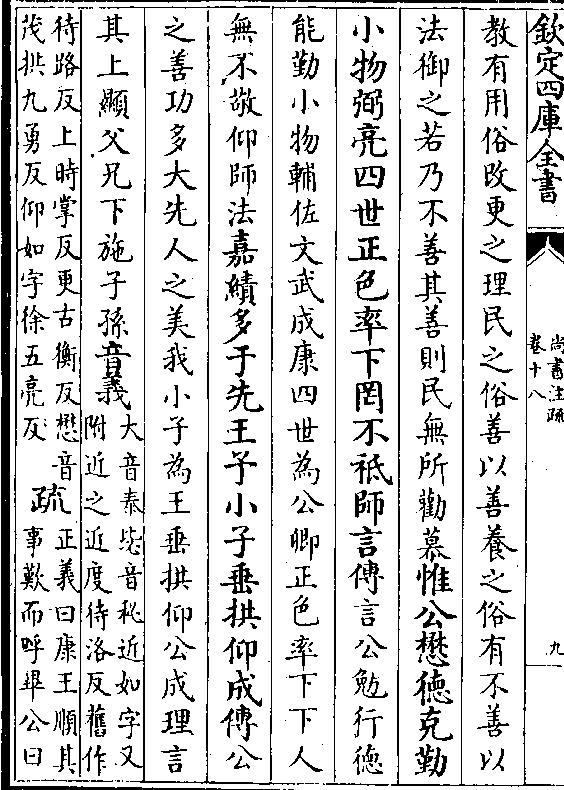 欽定四庫全書
尚書注疏
卷十八
九
教有用俗改更之理民之俗善以善養之俗有不善以
法御之若乃不善其善則民無所勸慕惟公懋德克勤
小物弼亮四世正色率下罔不祗師言傳言公勉行德
能勤小物輔佐文武成康四世為公卿正色率下下人
無不敬仰師法嘉績多于先王予小子垂拱仰成傳公
之善功多大先人之美我小子為王垂拱仰公成理言
其上顯父兄下施子孫音義大音泰毖音秘近如字又
附近之近度待洛反舊作
待路反上時掌反更古衡反懋音
茂拱九勇反仰如字徐五亮反
疏
正義曰康王順其
事歎而呼畢公曰